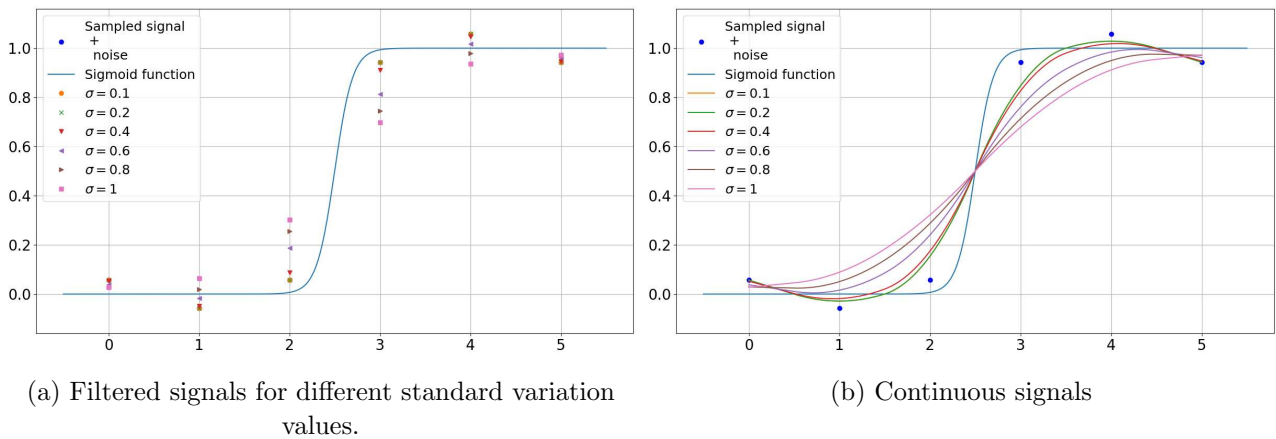 Sampled signal
+
noise
Sigmoid function
σ = 0.1
σ = 0.2
σ = 0.4
σ = 0.6
σ = 0.8
σ = 1
1.0
0.8
0.6
0.4
0.2
0.0
0 1 2 3 4 5
(a) Filtered signals for different standard variation
values.
Sampled signal
+
noise
Sigmoid function
σ = 0.1
σ = 0.2
σ = 0.4
σ = 0.6
σ = 0.8
σ = 1
1.0
0.8
0.6
0.4
0.2
0.0
0 1 2 3 4 5
(b) Continuous signals